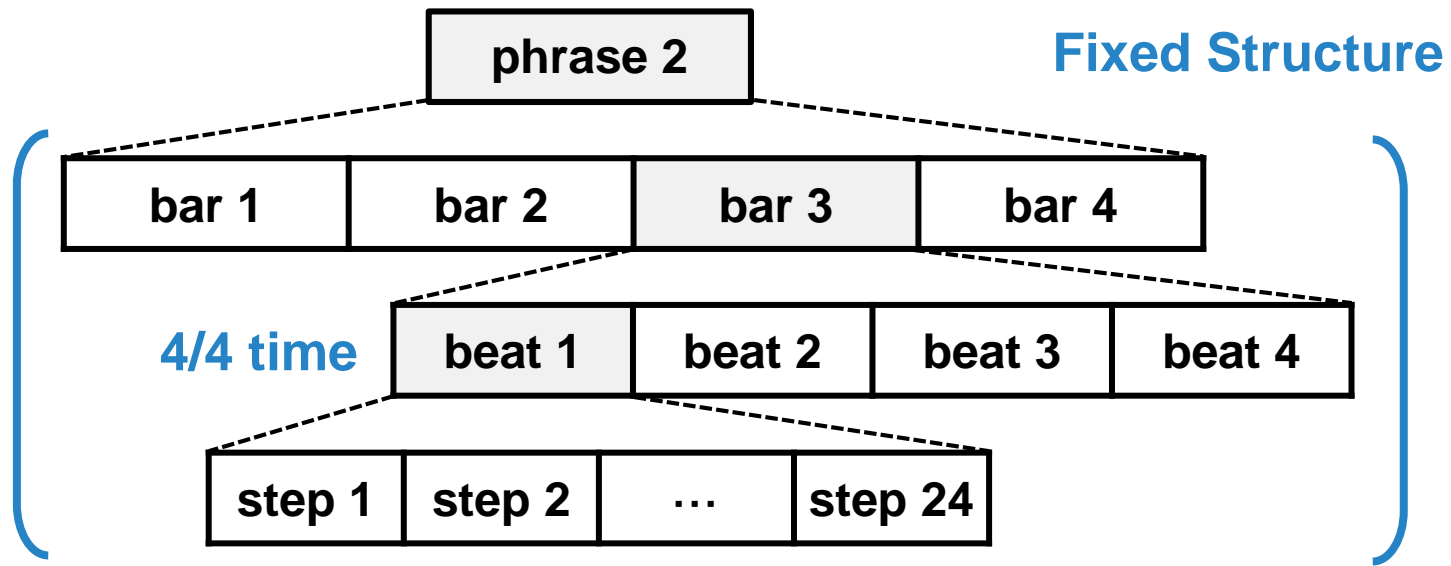 phrase 2
Fixed Structure
bar 1
bar 2
bar 3
bar 4
4/4 time
beat 1
beat 2
beat 3
beat 4
step 1
step 2
…
step 24